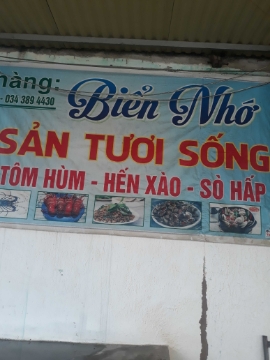 hàng:
- 034 389 4430
Biển Nhớ
SẢN TƯƠI SỐNG
TÔM HÙM - HẾN XÀO - SÒ HẤP